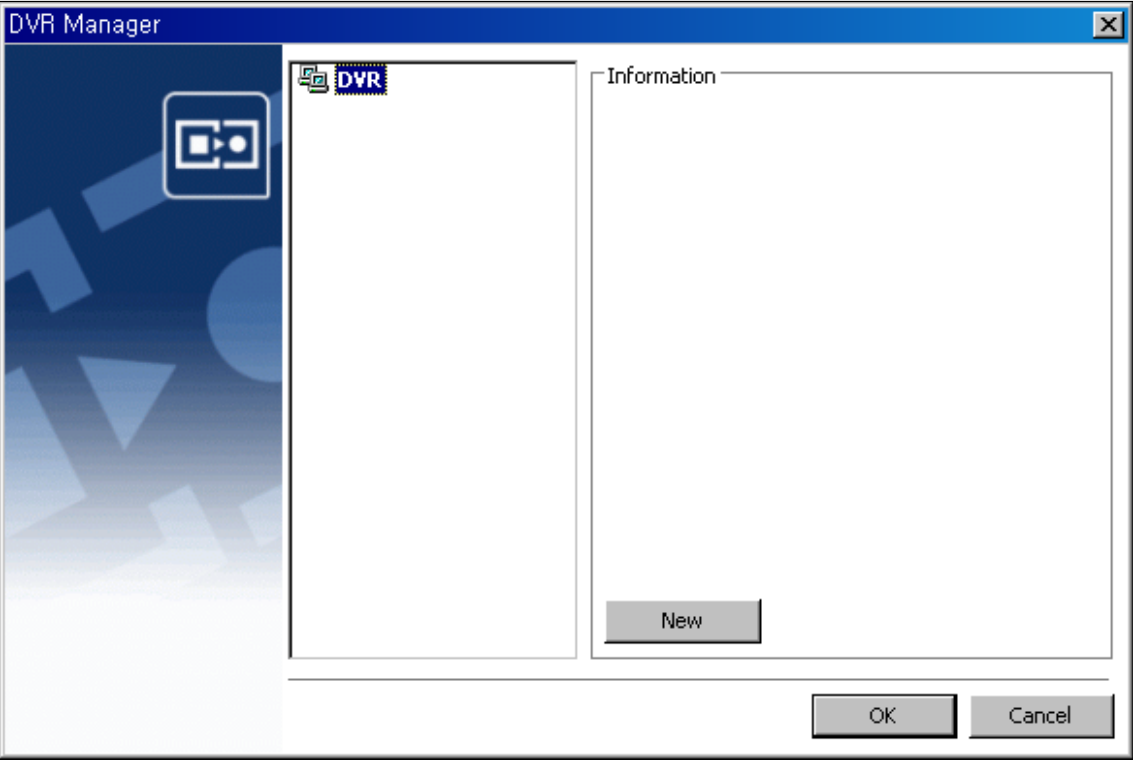 DVR Manager
DVR
Information
New
OK
Cancel